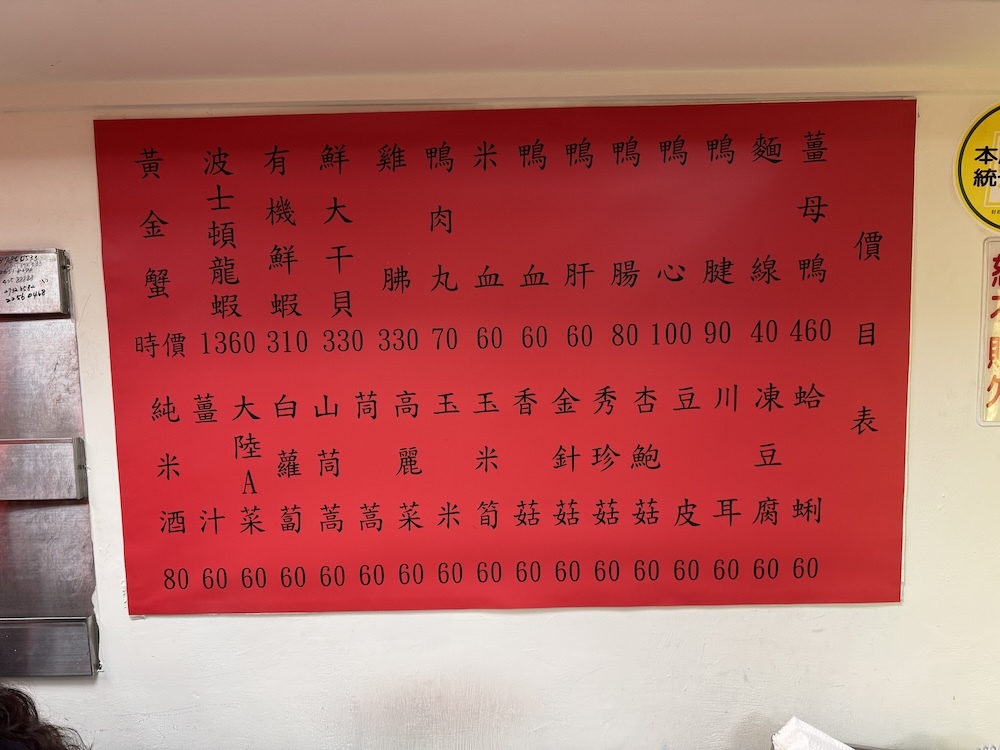 價目表
薑母鴨 460
麵線 40
鴨腱 90
鴨心 100
鴨腸 80
鴨肝 60
鴨血 60
米血 60
鴨肉丸 70
雞胇 330
鮮大干貝 330
有機鮮蝦 310
波士頓龍蝦 1360
黃金蟹 時價
蛤蜊 60
凍豆腐 60
川耳 60
豆皮 60
杏鮑菇 60
秀珍菇 60
金針菇 60
香菇 60
玉米筍 60
玉米 60
高麗菜 60
茼蒿 60
山茼蒿 60
白蘿蔔 60
大陸A菜 60
薑汁 60
純米酒 80